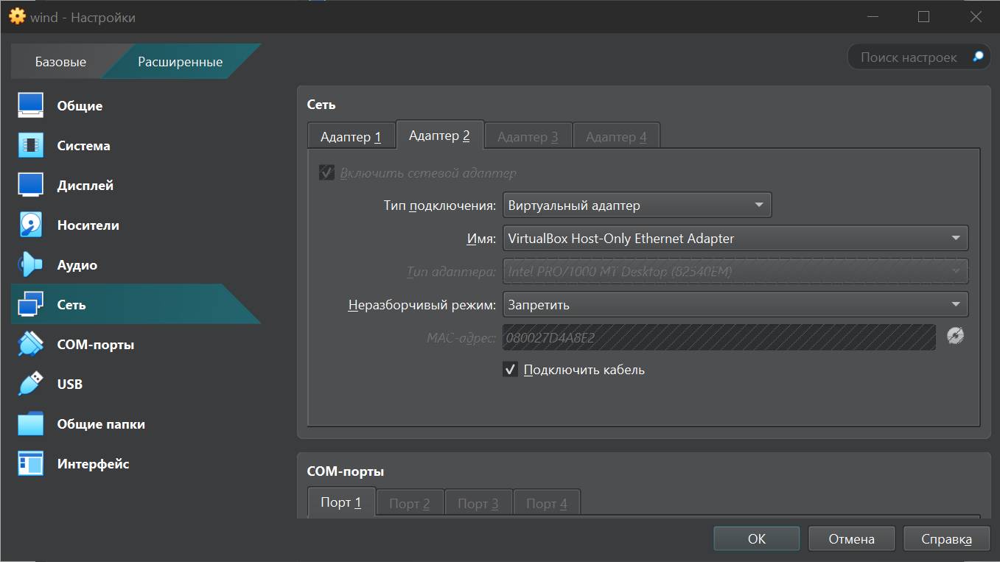 wind - Настройки
Базовые Расширенные Поиск настроек
Общие
Система
Дисплей
Носители
Аудио
Сеть
COM-порты
USB
Общие папки
Интерфейс
Сеть
Адаптер 1 Адаптер 2 Адаптер 3 Адаптер 4
Включить сетевой адаптер
Тип подключения: Виртуальный адаптер
Имя: VirtualBox Host-Only Ethernet Adapter
Тип адаптера: Intel PRO/1000 MT Desktop (82540EM)
Неразборчивый режим: Запретить
MAC-адрес: 080027D4A8E2
Подключить кабель
COM-порты
Порт 1 Порт 2 Порт 3 Порт 4
OK Отмена Справка